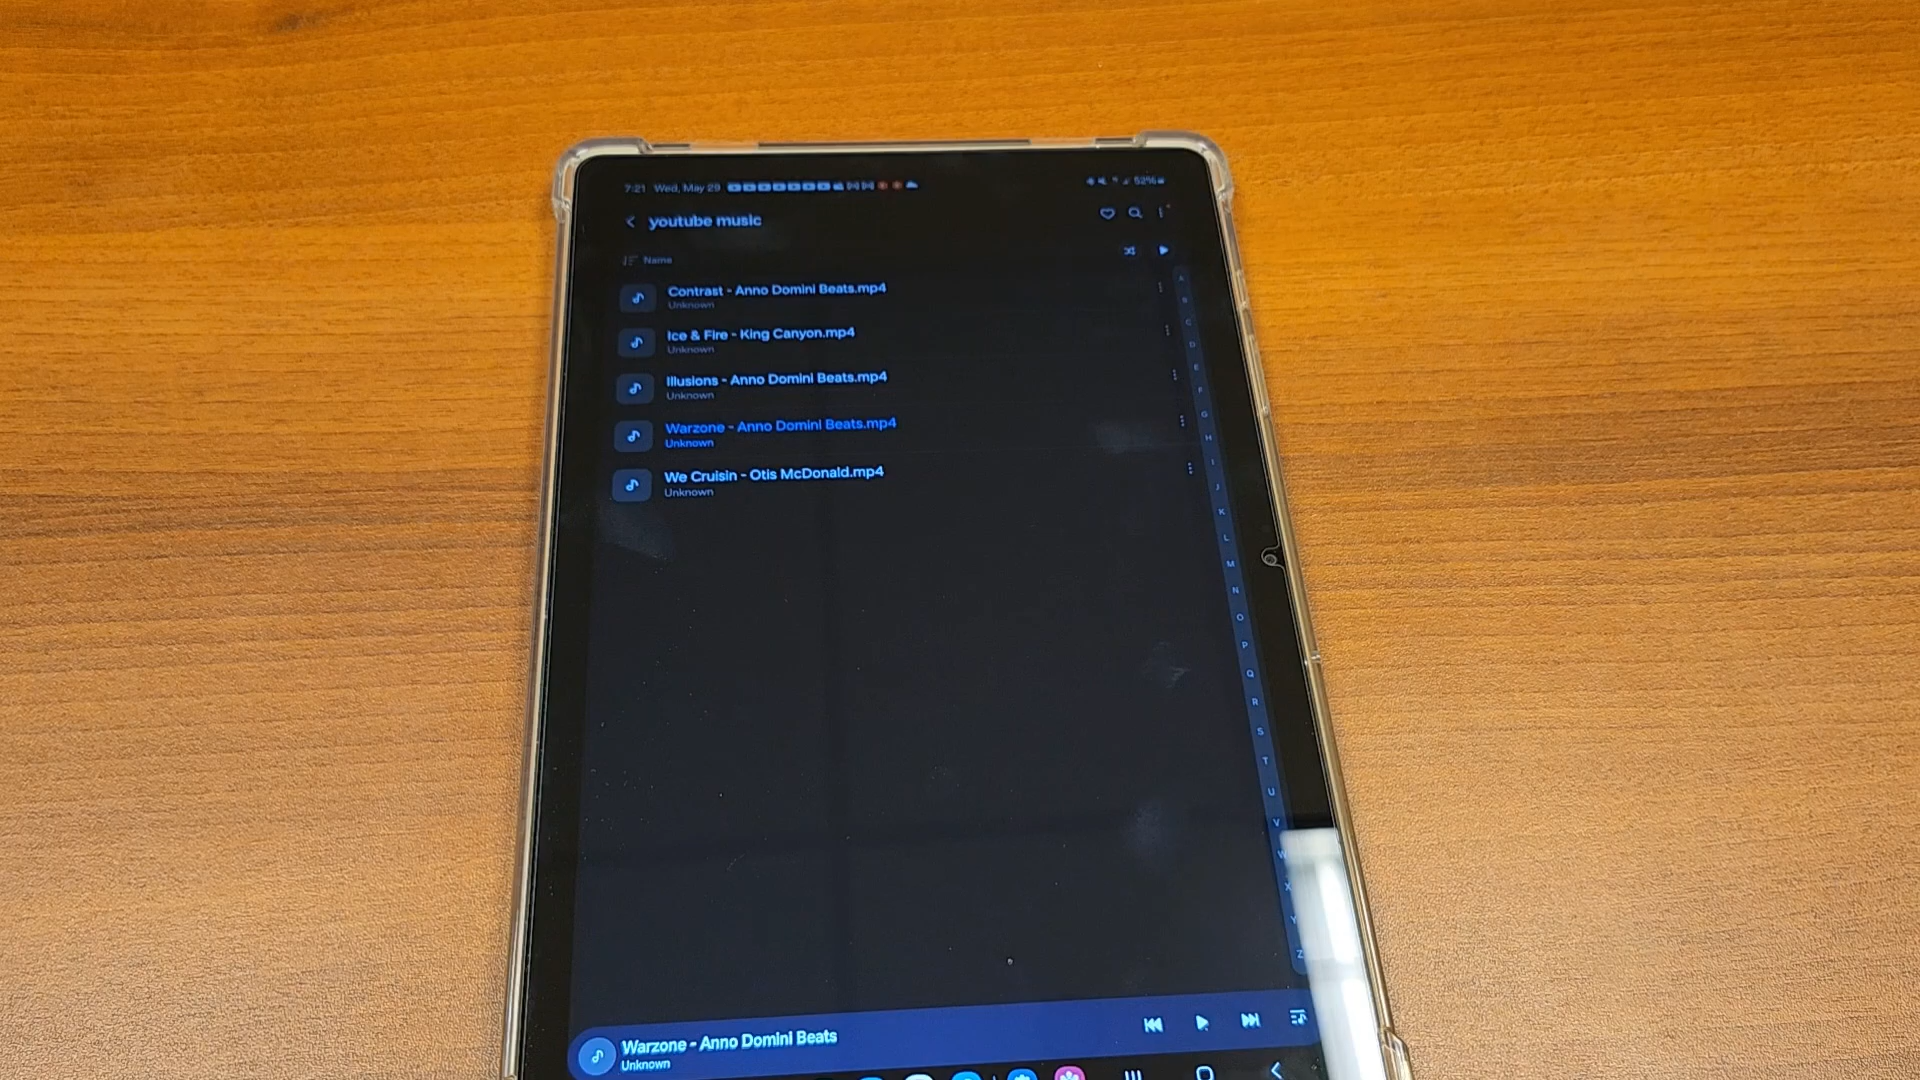 7:21 Wed, May 29
52%
youtube music
Name
Contrast - Anno Domini Beats.mp4
Unknown
Ice & Fire - King Canyon.mp4
Unknown
Illusions - Anno Domini Beats.mp4
Unknown
Warzone - Anno Domini Beats.mp4
Unknown
We Cruisin - Otis McDonald.mp4
Unknown
A
B
C
D
E
F
G
H
I
J
K
L
M
N
O
P
Q
R
S
T
U
V
W
X
Y
Z
Warzone - Anno Domini Beats
Unknown